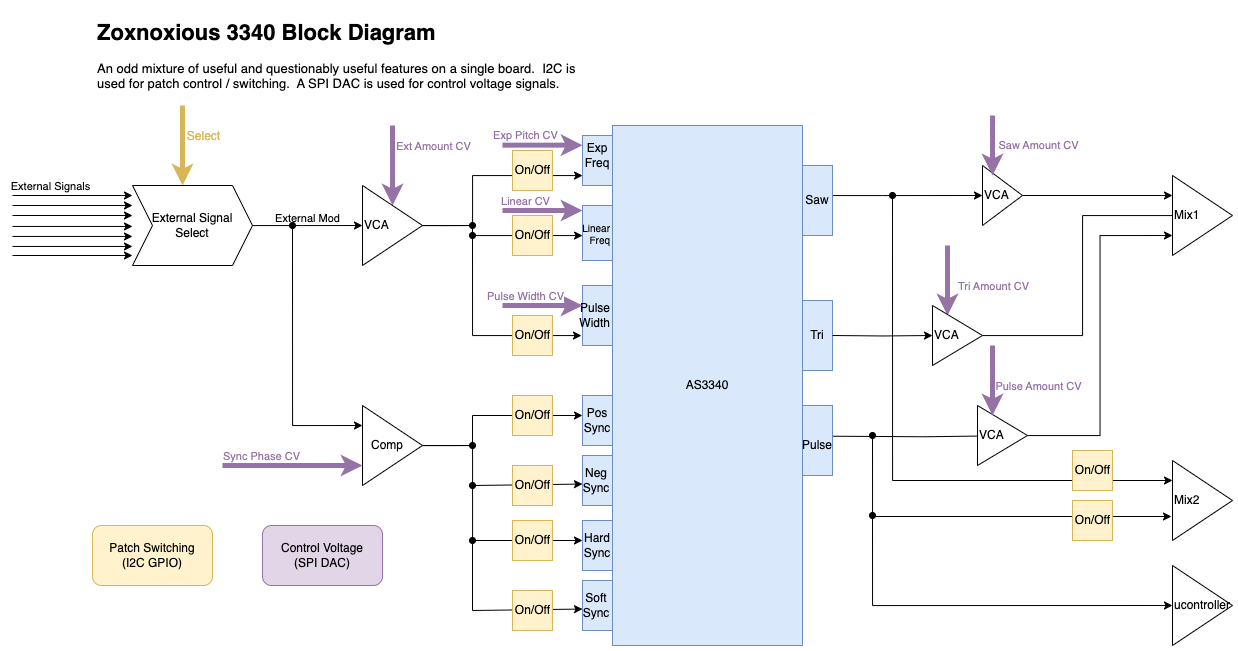 Zoxnoxious 3340 Block Diagram
An odd mixture of useful and questionably useful features on a single board.  I2C is
used for patch control / switching.  A SPI DAC is used for control voltage signals.
Select
External Signals
External Signal
Select
External Mod
Ext Amount CV
VCA
Exp Pitch CV
On/Off
Exp
Freq
Linear CV
On/Off
Linear
Freq
Pulse Width CV
On/Off
Pulse
Width
Sync Phase CV
Comp
On/Off
Pos
Sync
On/Off
Neg
Sync
On/Off
Hard
Sync
On/Off
Soft
Sync
AS3340
Saw
Tri
Pulse
Saw Amount CV
VCA
Tri Amount CV
VCA
Pulse Amount CV
VCA
Mix1
On/Off
On/Off
Mix2
ucontroller
Patch Switching
(I2C GPIO)
Control Voltage
(SPI DAC)